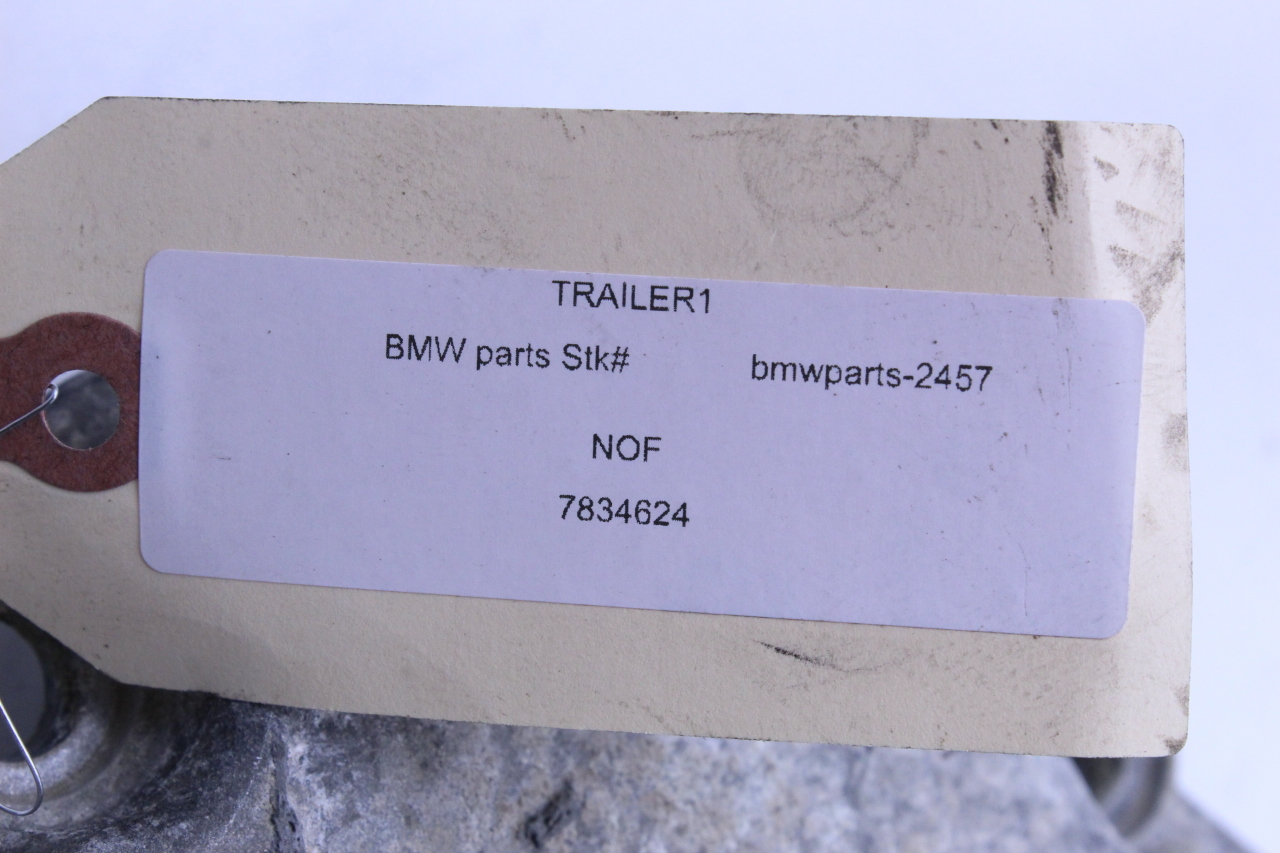 TRAILER1
BMW parts Stk# bmwparts-2457
NOF
7834624